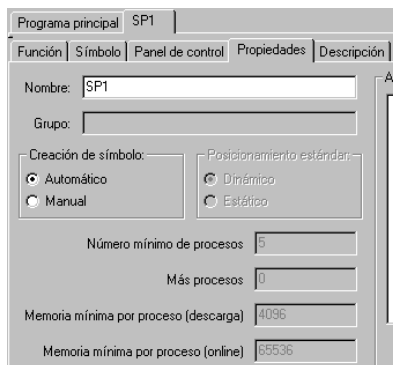 Programa principal SP1
Función Símbolo Panel de control Propiedades Descripción
Nombre: SP1
A
Grupo:
Creación de símbolo: Posicionamiento estándar:
Automático Dinámico
Manual Estático
Número mínimo de procesos 5
Más procesos 0
Memoria mínima por proceso (descarga) 4096
Memoria mínima por proceso (online) 65536